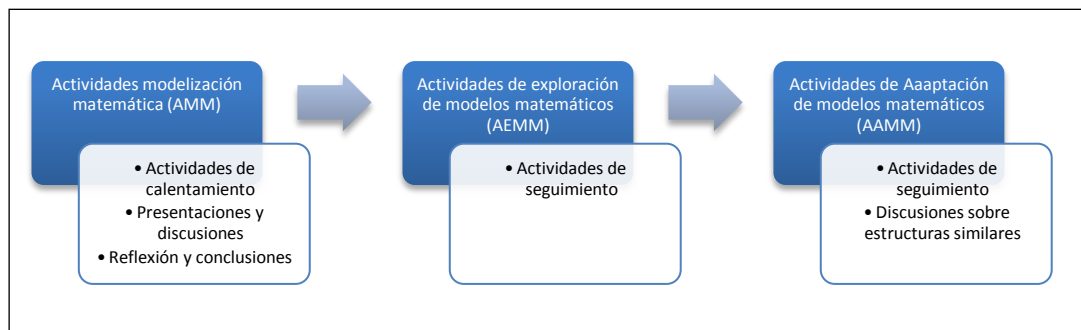 Actividades modelización
matemática (AMM)
• Actividades de
calentamiento
• Presentaciones y
discusiones
• Reflexión y conclusiones
Actividades de exploración
de modelos matemáticos
(AEMM)
• Actividades de
seguimiento
Actividades de Aaaptación
de modelos matemáticos
(AAMM)
• Actividades de
seguimiento
• Discusiones sobre
estructuras similares